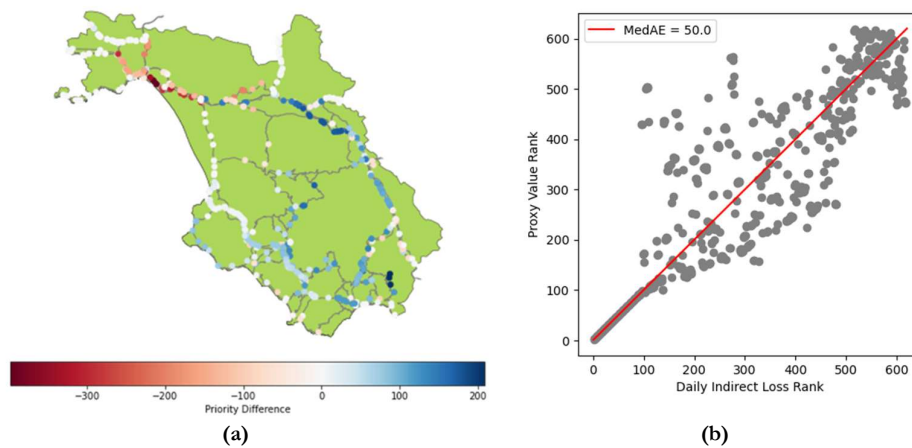 −300
−200
−100
0
100
200
Priority Difference
(a)
MedAE = 50.0
600
500
400
300
200
100
0
Proxy Value Rank
0 100 200 300 400 500 600
Daily Indirect Loss Rank
(b)